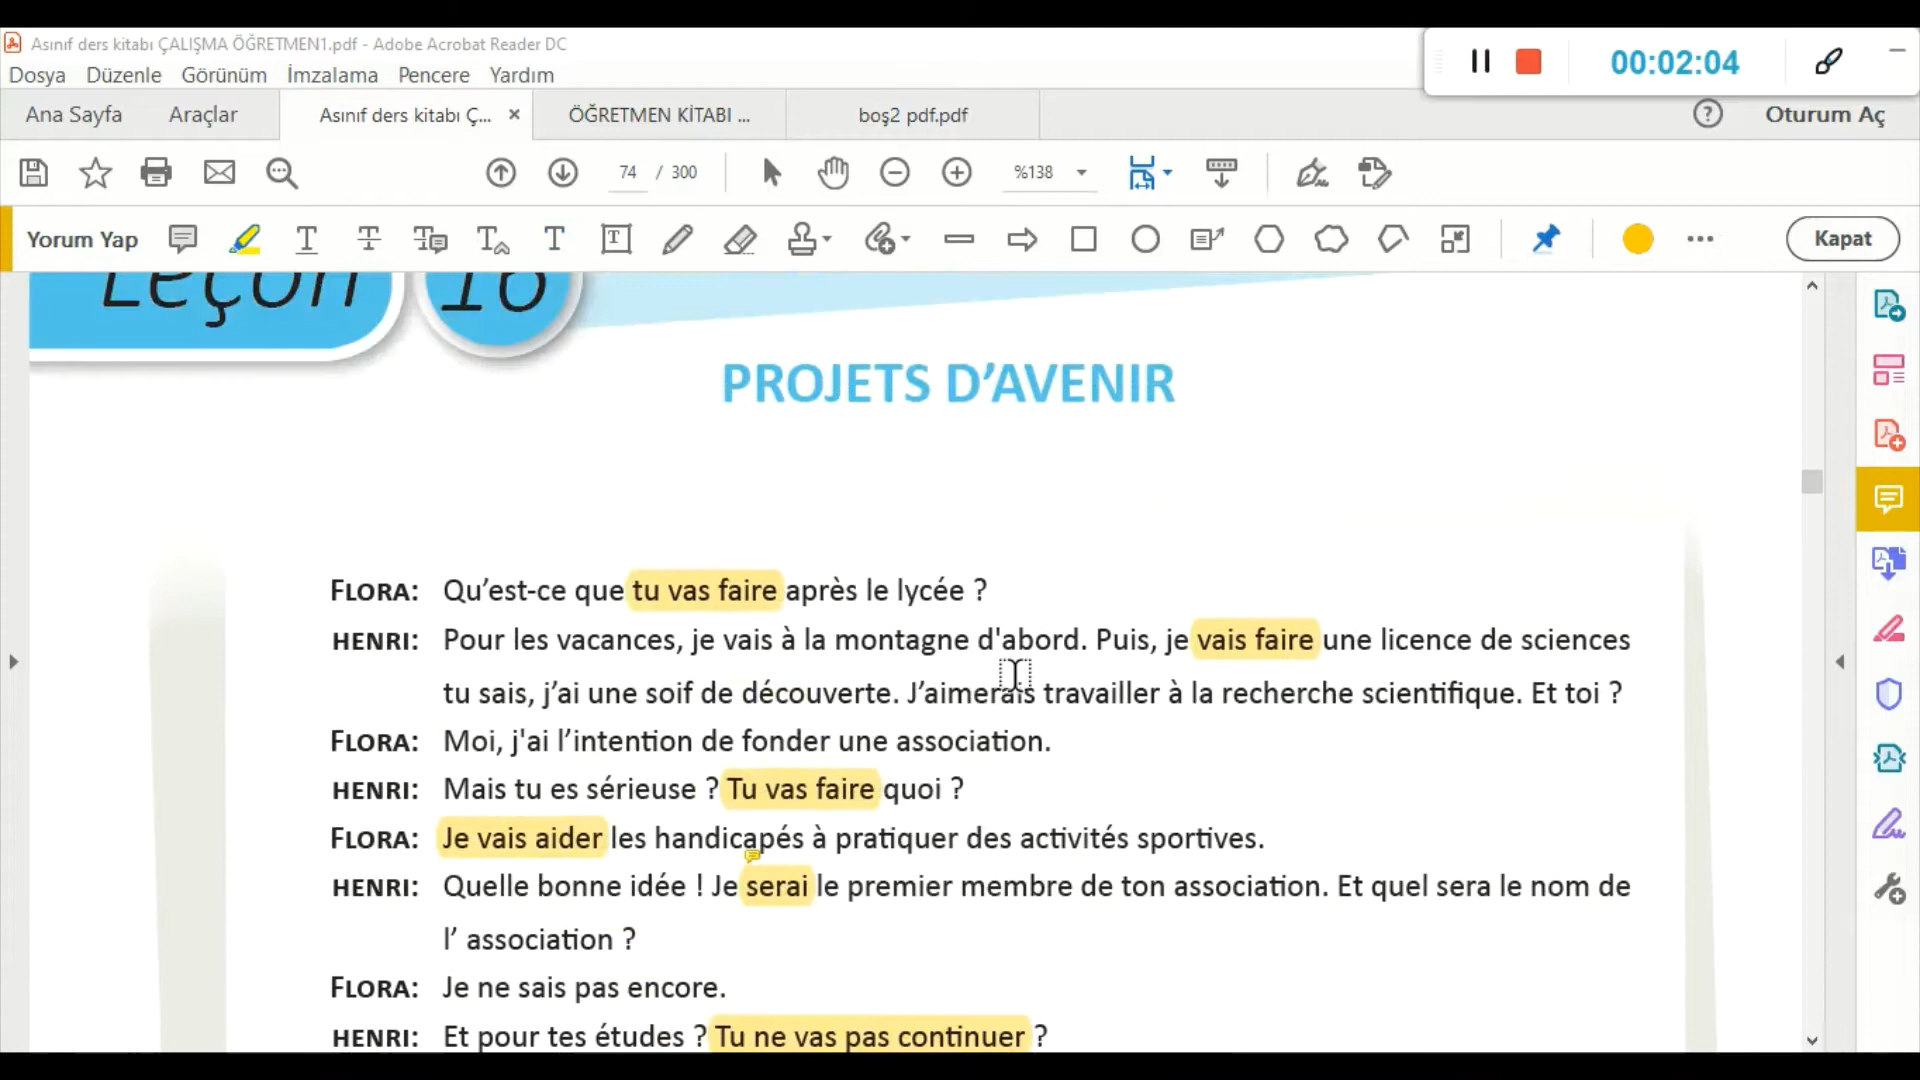 Asınıf ders kitabı ÇALIŞMA ÖĞRETMEN1.pdf - Adobe Acrobat Reader DC
Dosya Düzenle Görünüm İmzalama Pencere Yardım
00:02:04
Ana Sayfa Araçlar Asınıf ders kitabı Ç... × ÖĞRETMEN KİTABI ... boş2 pdf.pdf Oturum Aç
74 / 300 %138
Yorum Yap Kapat
Leçon 16
PROJETS D’AVENIR
FLORA: Qu’est-ce que tu vas faire après le lycée ?
HENRI: Pour les vacances, je vais à la montagne d'abord. Puis, je vais faire une licence de sciences
tu sais, j’ai une soif de découverte. J’aimerais travailler à la recherche scientifique. Et toi ?
FLORA: Moi, j'ai l’intention de fonder une association.
HENRI: Mais tu es sérieuse ? Tu vas faire quoi ?
FLORA: Je vais aider les handicapés à pratiquer des activités sportives.
HENRI: Quelle bonne idée ! Je serai le premier membre de ton association. Et quel sera le nom de
l’ association ?
FLORA: Je ne sais pas encore.
HENRI: Et pour tes études ? Tu ne vas pas continuer ?